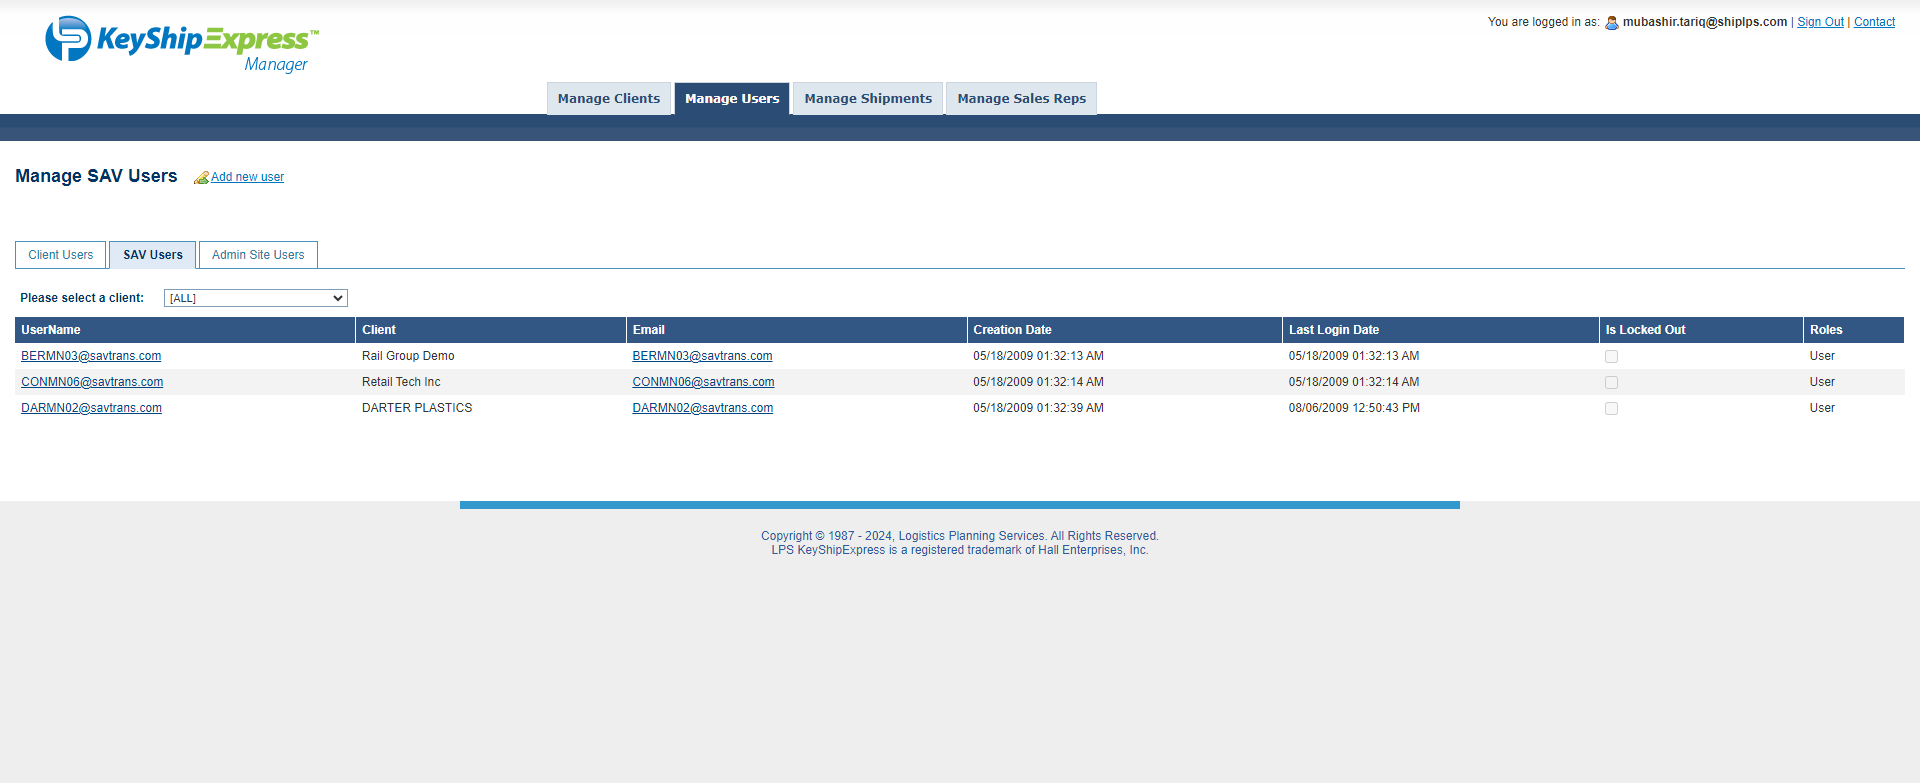 KeyShipExpress™
Manager
You are logged in as: mubashir.tariq@shiplps.com | Sign Out | Contact
Manage Clients Manage Users Manage Shipments Manage Sales Reps
Manage SAV Users Add new user
Client Users SAV Users Admin Site Users
Please select a client: [ALL]
UserName Client Email Creation Date Last Login Date Is Locked Out Roles
BERMN03@savtrans.com Rail Group Demo BERMN03@savtrans.com 05/18/2009 01:32:13 AM 05/18/2009 01:32:13 AM User
CONMN06@savtrans.com Retail Tech Inc CONMN06@savtrans.com 05/18/2009 01:32:14 AM 05/18/2009 01:32:14 AM User
DARMN02@savtrans.com DARTER PLASTICS DARMN02@savtrans.com 05/18/2009 01:32:39 AM 08/06/2009 12:50:43 PM User
Copyright © 1987 - 2024, Logistics Planning Services. All Rights Reserved.
LPS KeyShipExpress is a registered trademark of Hall Enterprises, Inc.